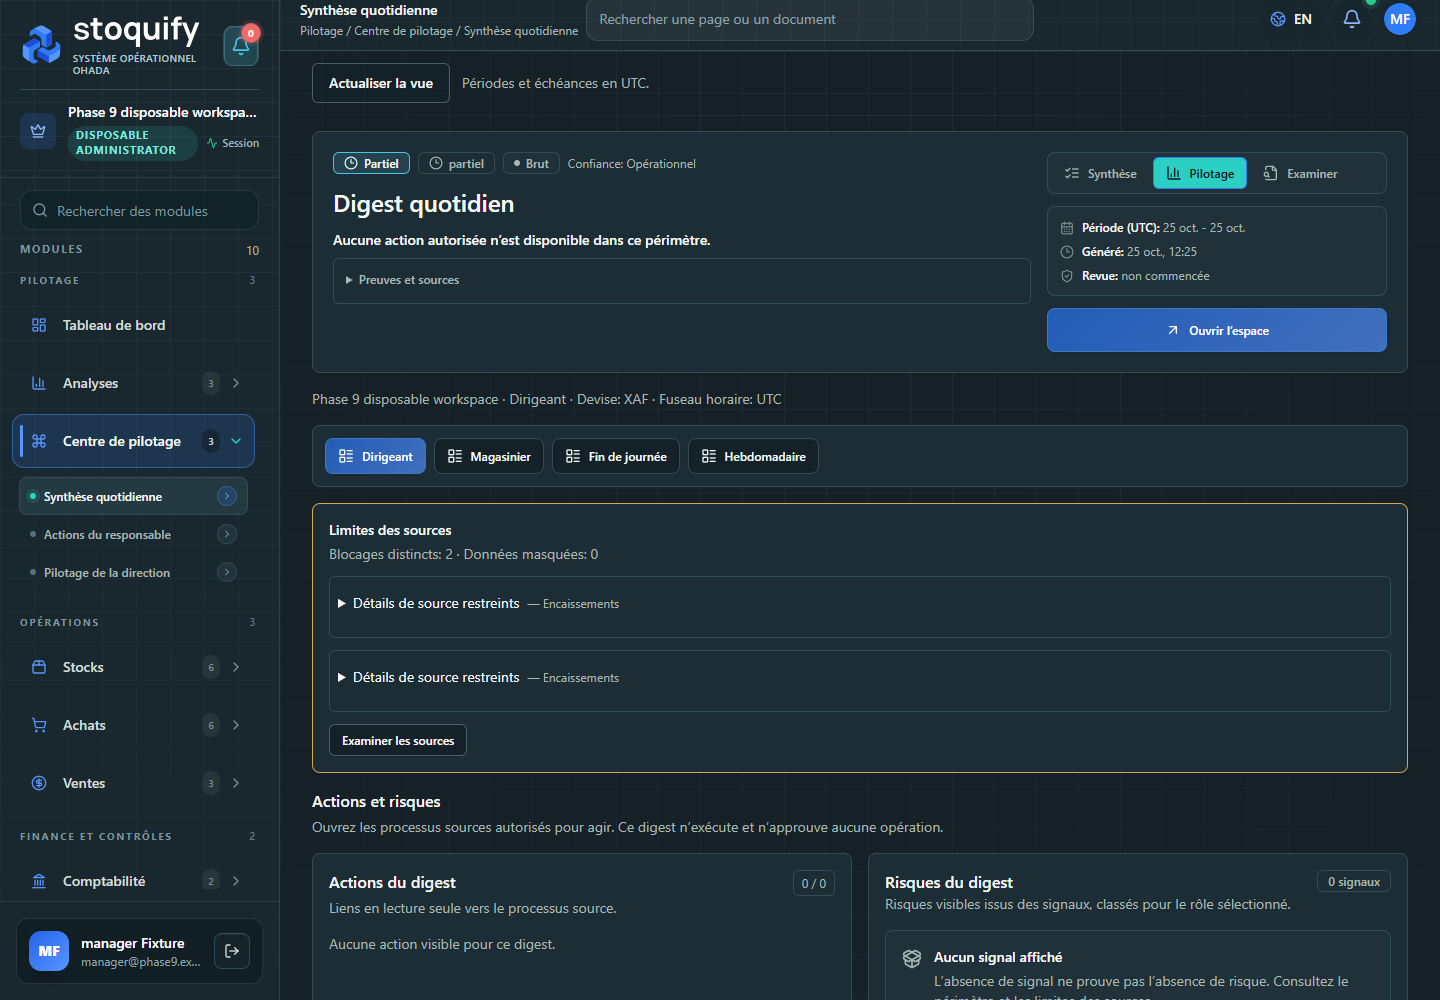 stoquify
SYSTÈME OPÉRATIONNEL
OHADA
0
Phase 9 disposable workspa...
DISPOSABLE
ADMINISTRATOR
Session
Rechercher des modules
MODULES 10
PILOTAGE 3
Tableau de bord
Analyses 3
Centre de pilotage 3
Synthèse quotidienne
Actions du responsable
Pilotage de la direction
OPÉRATIONS 3
Stocks 6
Achats 6
Ventes 3
FINANCE ET CONTRÔLES 2
Comptabilité 2
MF
manager Fixture
manager@phase9.ex...
Synthèse quotidienne
Pilotage / Centre de pilotage / Synthèse quotidienne
Rechercher une page ou un document
EN
MF
Actualiser la vue
Périodes et échéances en UTC.
Partiel
partiel
Brut
Confiance: Opérationnel
Digest quotidien
Aucune action autorisée n’est disponible dans ce périmètre.
Preuves et sources
Synthèse
Pilotage
Examiner
Période (UTC): 25 oct. - 25 oct.
Généré: 25 oct., 12:25
Revue: non commencée
Ouvrir l’espace
Phase 9 disposable workspace · Dirigeant · Devise: XAF · Fuseau horaire: UTC
Dirigeant
Magasinier
Fin de journée
Hebdomadaire
Limites des sources
Blocages distincts: 2 · Données masquées: 0
Détails de source restreints — Encaissements
Détails de source restreints — Encaissements
Examiner les sources
Actions et risques
Ouvrez les processus sources autorisés pour agir. Ce digest n’exécute et n’approuve aucune opération.
Actions du digest
0 / 0
Liens en lecture seule vers le processus source.
Aucune action visible pour ce digest.
Risques du digest
0 signaux
Risques visibles issus des signaux, classés pour le rôle sélectionné.
Aucun signal affiché
L’absence de signal ne prouve pas l’absence de risque. Consultez le
périmètre et les limites des sources.